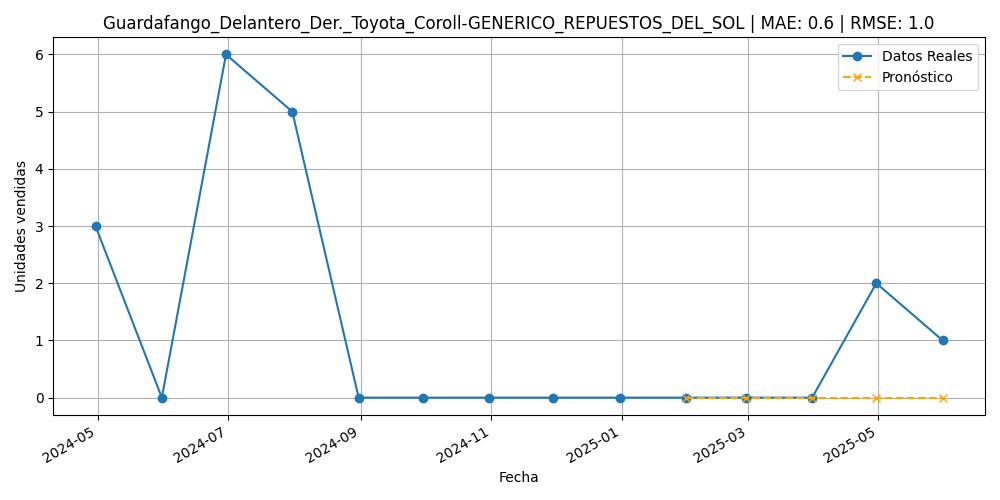 Guardafango_Delantero_Der._Toyota_Coroll-GENERICO_REPUESTOS_DEL_SOL | MAE: 0.6 | RMSE: 1.0
Datos Reales
Pronóstico
Unidades vendidas
6
5
4
3
2
1
0
2024-05
2024-07
2024-09
2024-11
2025-01
2025-03
2025-05
Fecha